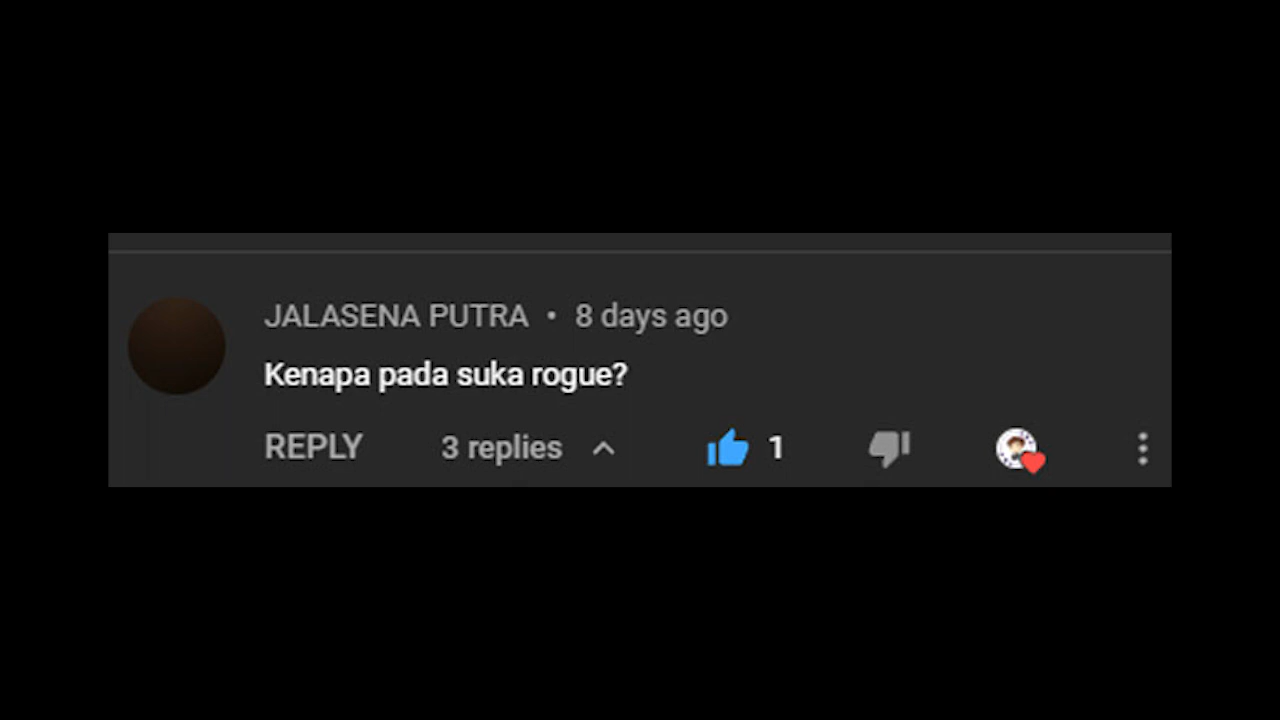 JALASENA PUTRA • 8 days ago
Kenapa pada suka rogue?
REPLY 3 replies 1